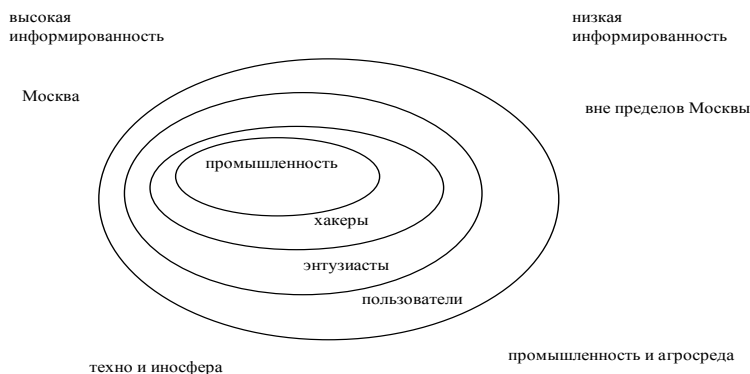 высокая
информированность
низкая
информированность
Москва
вне пределов Москвы
промышленность
хакеры
энтузиасты
пользователи
промышленность и агросреда
техно и иносфера